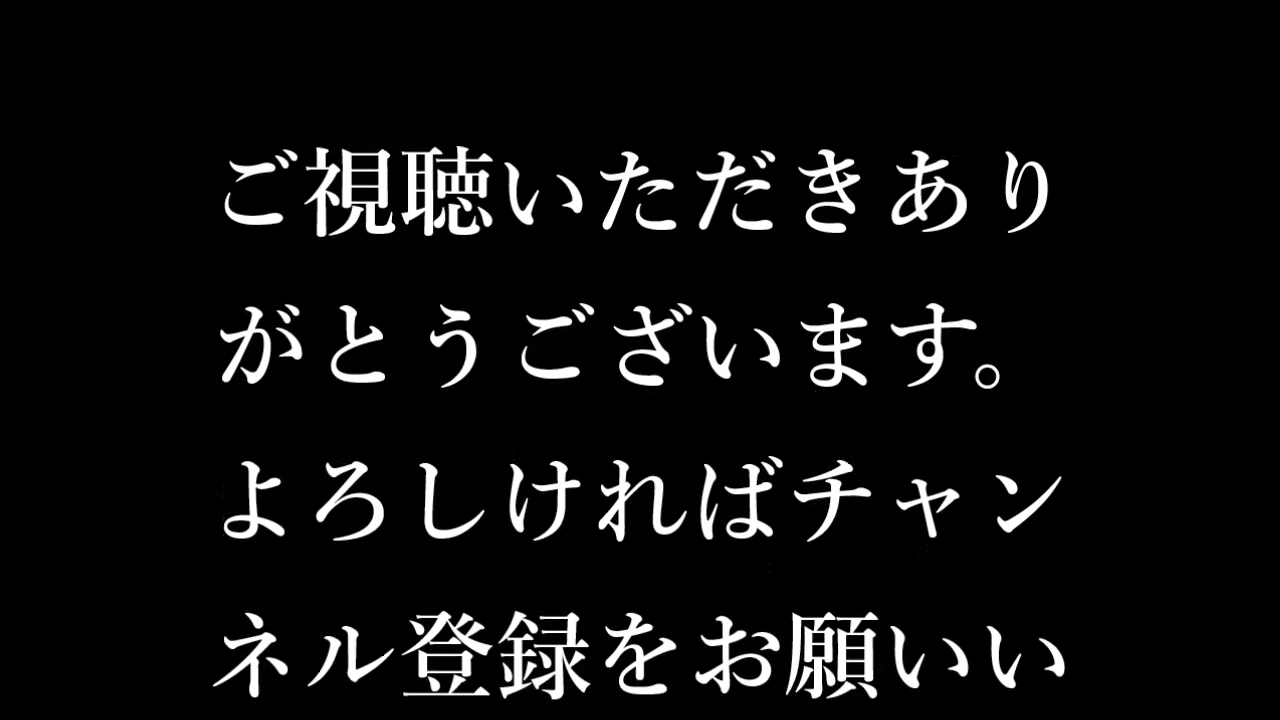 ご視聴いただきあり
がとうございます。
よろしければチャン
ネル登録をお願いい